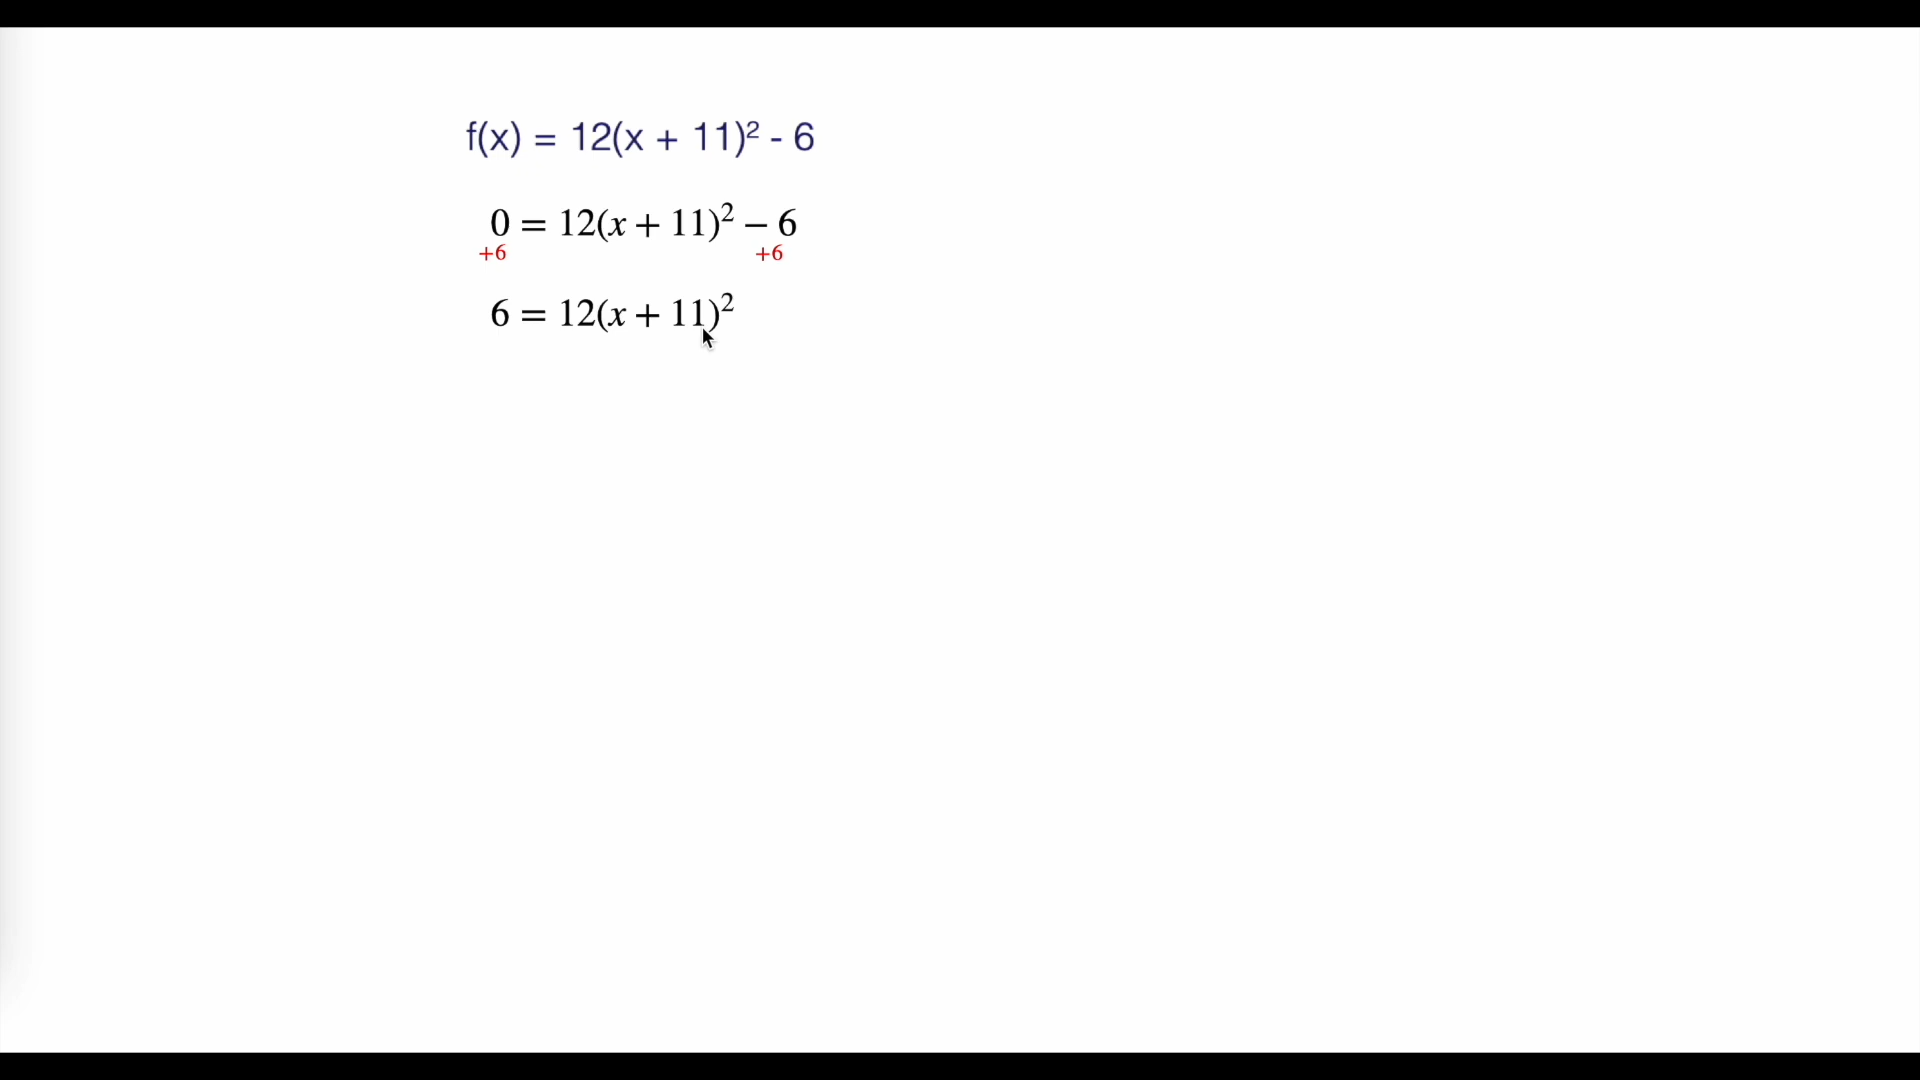 f(x) = 12(x + 11)² - 6
0 = 12(x + 11)² − 6
+6 +6
6 = 12(x + 11)²